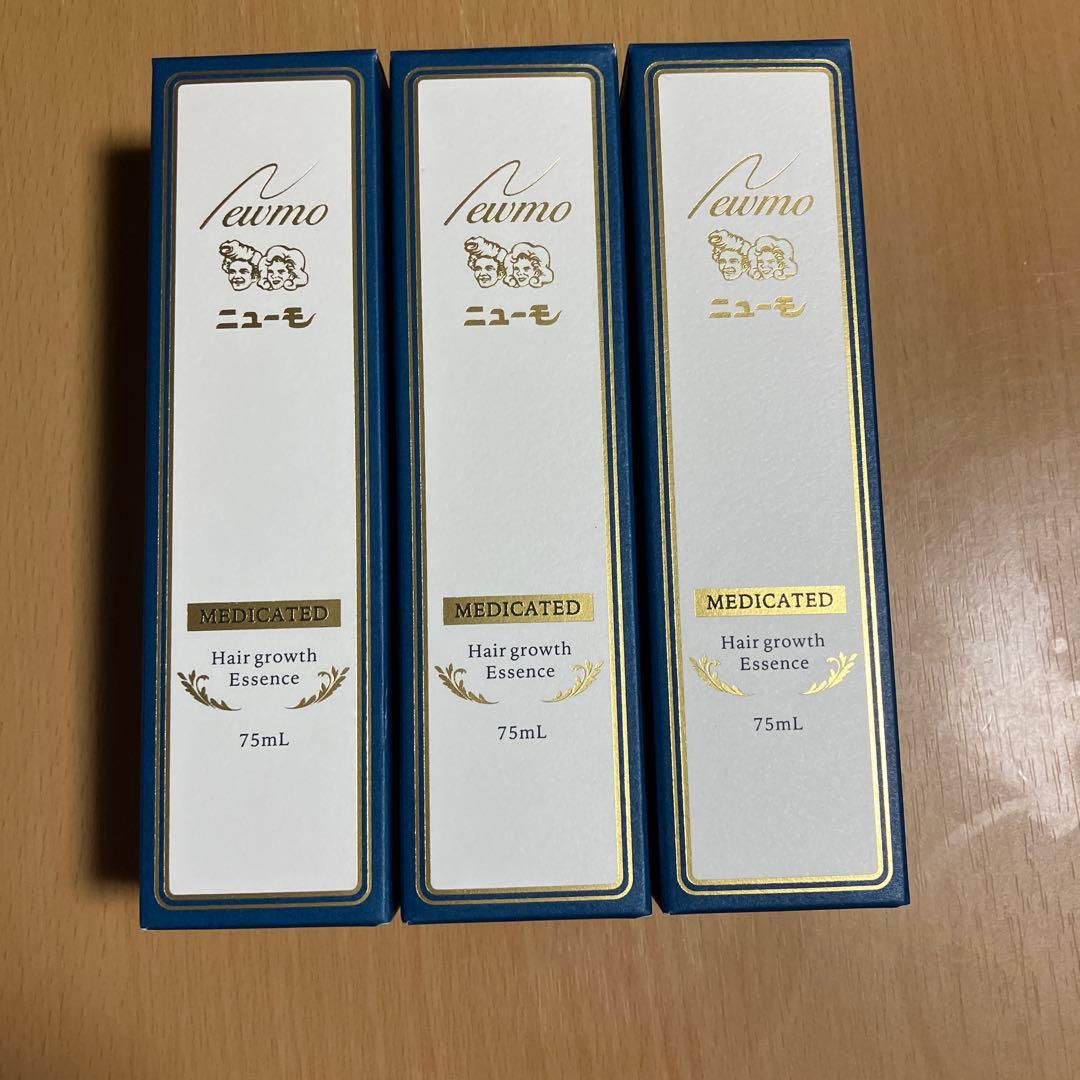 Newmo
ニューモ
MEDICATED
Hair growth
Essence
75mL
Newmo
ニューモ
MEDICATED
Hair growth
Essence
75mL
Newmo
ニューモ
MEDICATED
Hair growth
Essence
75mL